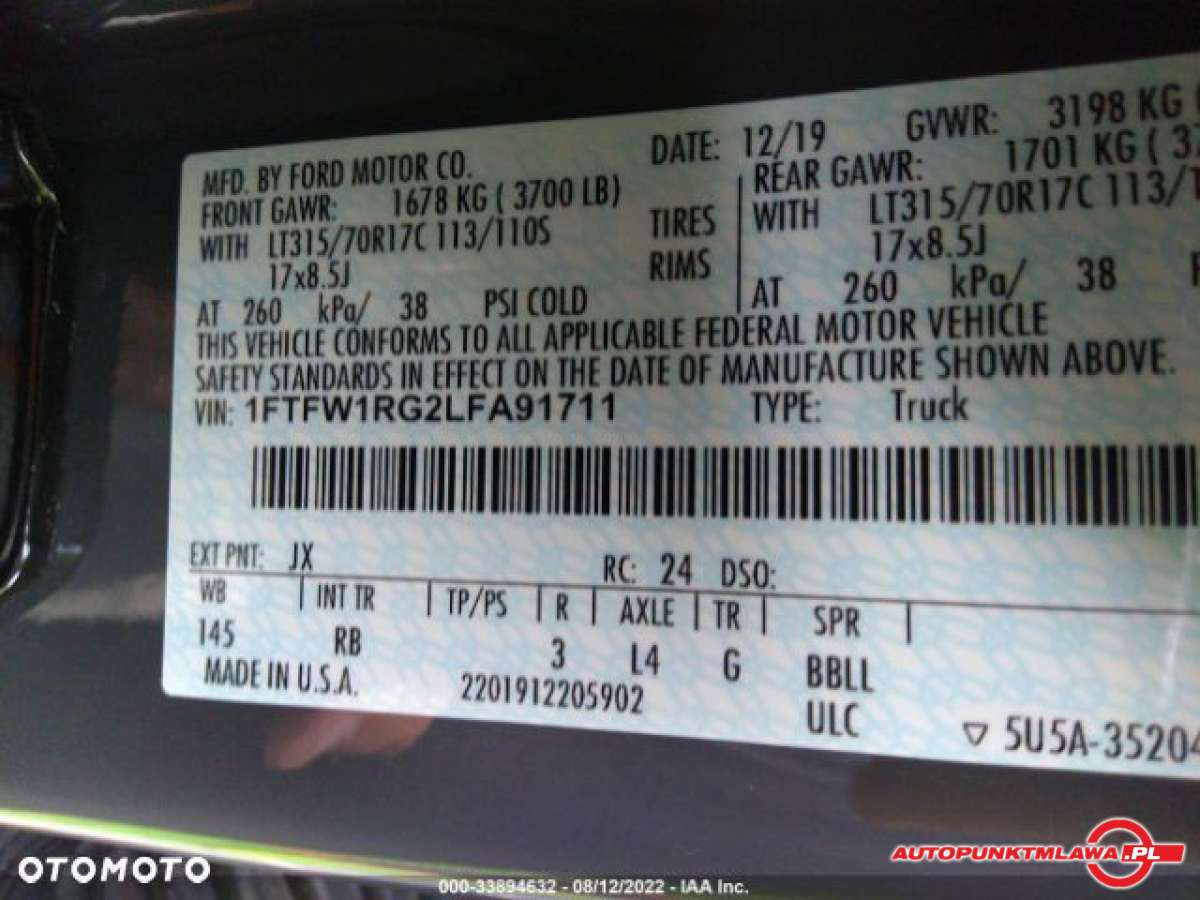 MFD. BY FORD MOTOR CO. DATE: 12/19 GVWR: 3198 KG (
FRONT GAWR: 1678 KG ( 3700 LB) REAR GAWR: 1701 KG ( 
WITH LT315/70R17C 113/110S TIRES WITH LT315/70R17C 113/
17x8.5J RIMS 17x8.5J
AT 260 kPa/ 38 PSI COLD AT 260 kPa/ 38
THIS VEHICLE CONFORMS TO ALL APPLICABLE FEDERAL MOTOR VEHICLE
SAFETY STANDARDS IN EFFECT ON THE DATE OF MANUFACTURE SHOWN ABOVE.
VIN: 1FTFW1RG2LFA91711 TYPE: Truck
EXT PNT: JX RC: 24 DSO:
WB INT TR TP/PS R AXLE TR SPR
145 RB 3 L4 G BBLL
MADE IN U.S.A. 2201912205902 ULC ▽ 5U5A-35204
OTOMOTO
AUTOPUNKTMLAWA.PL
000-33894632 - 08/12/2022 - IAA Inc.